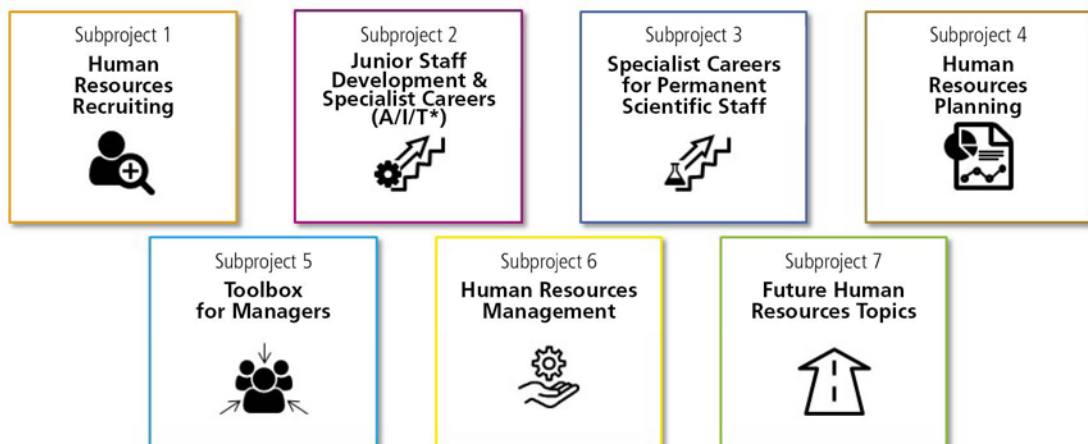 Subproject 1
Human
Resources
Recruiting
Subproject 2
Junior Staff
Development &
Specialist Careers
(A/I/T*)
Subproject 3
Specialist Careers
for Permanent
Scientific Staff
Subproject 4
Human
Resources
Planning
Subproject 5
Toolbox
for Managers
Subproject 6
Human Resources
Management
Subproject 7
Future Human
Resources Topics